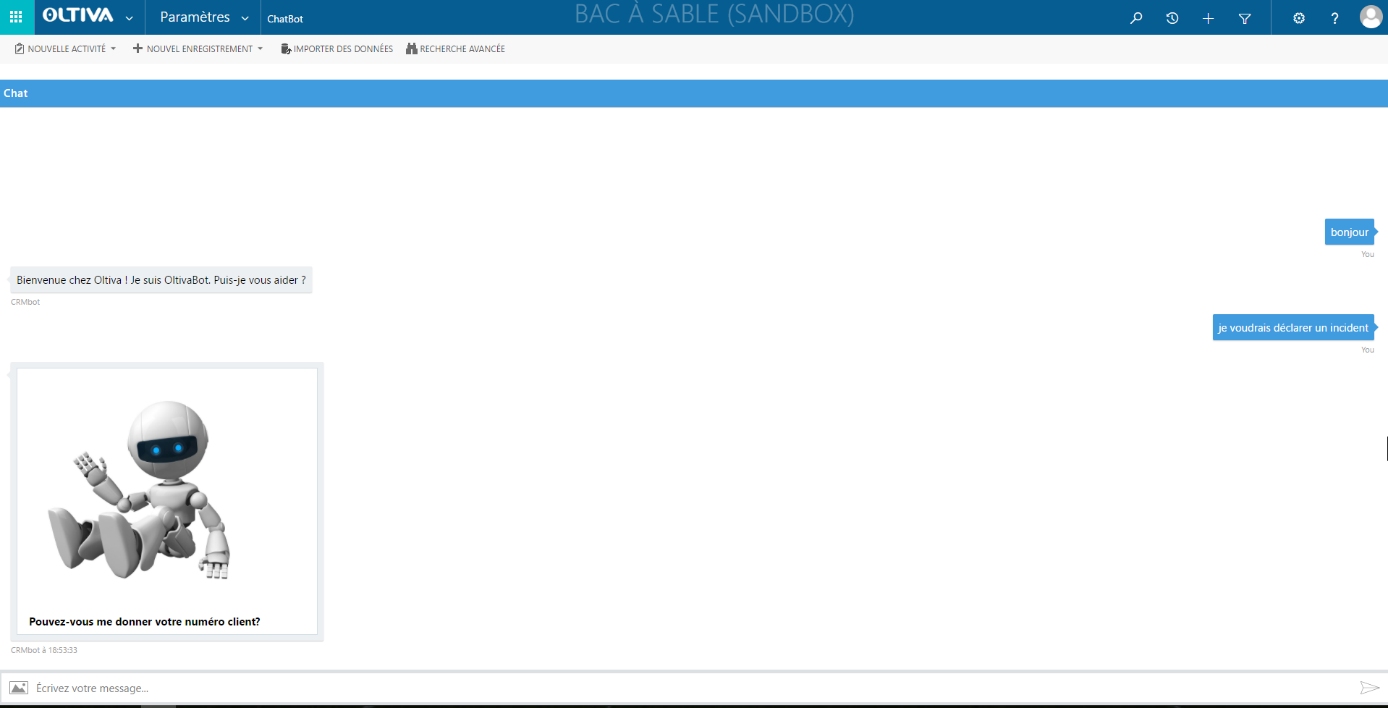 OLTIVA Paramètres ChatBot BAC À SABLE (SANDBOX) ?
NOUVELLE ACTIVITÉ NOUVEL ENREGISTREMENT IMPORTER DES DONNÉES RECHERCHE AVANCÉE
Chat
bonjour
You
Bienvenue chez Oltiva ! Je suis OltivaBot. Puis-je vous aider ?
CRMbot
je voudrais déclarer un incident
You
Pouvez-vous me donner votre numéro client?
CRMbot à 18:53:33
Écrivez votre message...